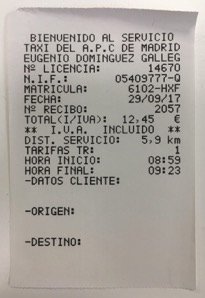 BIENVENIDO AL SERVICIO
TAXI DEL A.P.C DE MADRID
EUGENIO DOMINGUEZ GALLEG
Nº LICENCIA: 14670
N.I.F.: 05409777-Q
MATRICULA: 6102-HXF
FECHA: 29/09/17
Nº RECIBO: 2057
TOTAL(I/IVA): 12,45 €
** I.V.A. INCLUIDO **
DIST. SERVICIO: 5,9 km
TARIFAS TR: 1
HORA INICIO: 08:59
HORA FINAL: 09:23
-DATOS CLIENTE:
-ORIGEN:
-DESTINO: